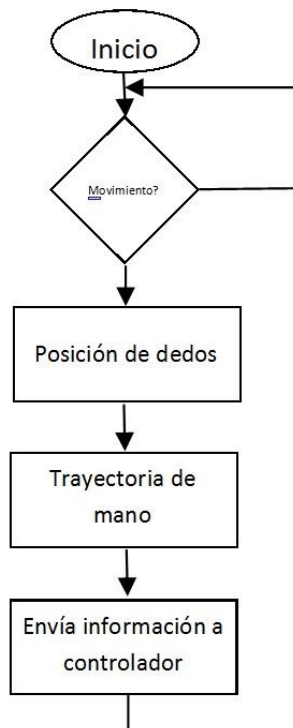 Inicio
Movimiento?
Posición de dedos
Trayectoria de
mano
Envía información a
controlador